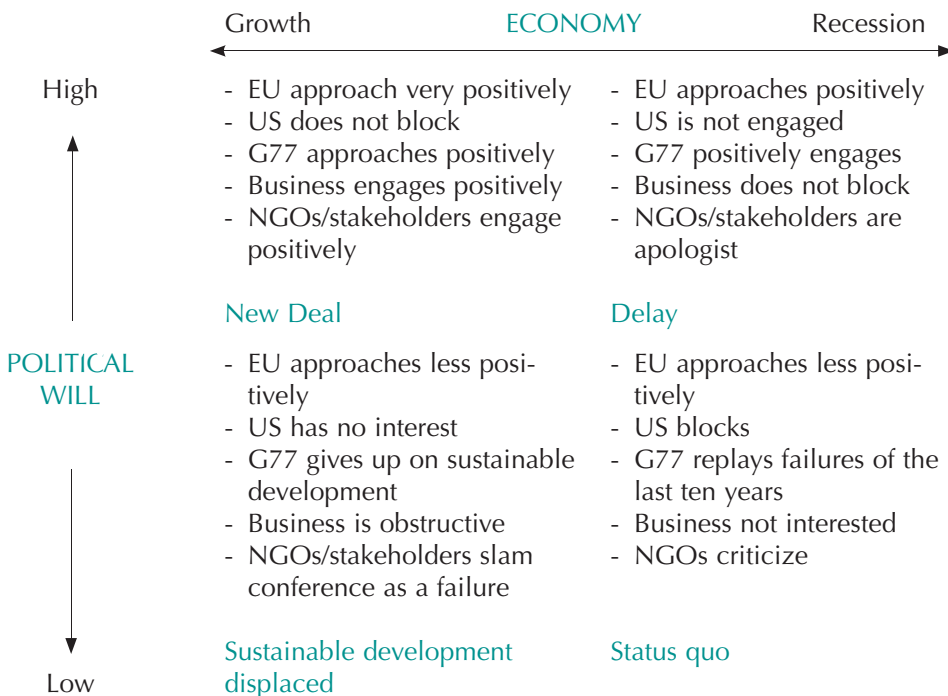 Growth ECONOMY Recession
High
- EU approach very positively
- US does not block
- G77 approaches positively
- Business engages positively
- NGOs/stakeholders engage
positively
New Deal
- EU approaches positively
- US is not engaged
- G77 positively engages
- Business does not block
- NGOs/stakeholders are
apologist
Delay
POLITICAL
WILL
- EU approaches less posi-
tively
- US has no interest
- G77 gives up on sustainable
development
- Business is obstructive
- NGOs/stakeholders slam
conference as a failure
Sustainable development
displaced
- EU approaches less posi-
tively
- US blocks
- G77 replays failures of the
last ten years
- Business not interested
- NGOs criticize
Status quo
Low